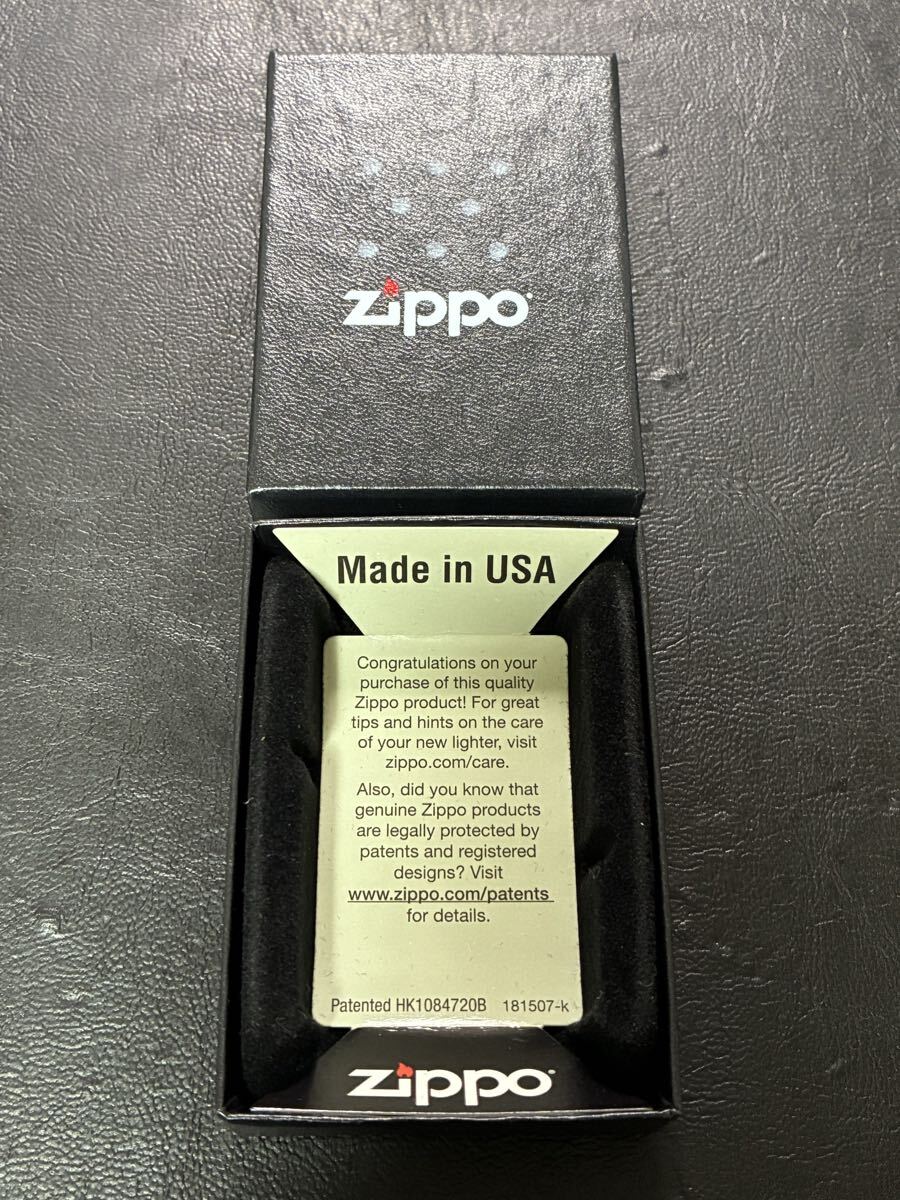 Zippo
Made in USA
Congratulations on your
purchase of this quality
Zippo product! For great
tips and hints on the care
of your new lighter, visit
zippo.com/care.
Also, did you know that
genuine Zippo products
are legally protected by
patents and registered
designs? Visit
www.zippo.com/patents
for details.
Patented HK1084720B 181507-k
Zippo